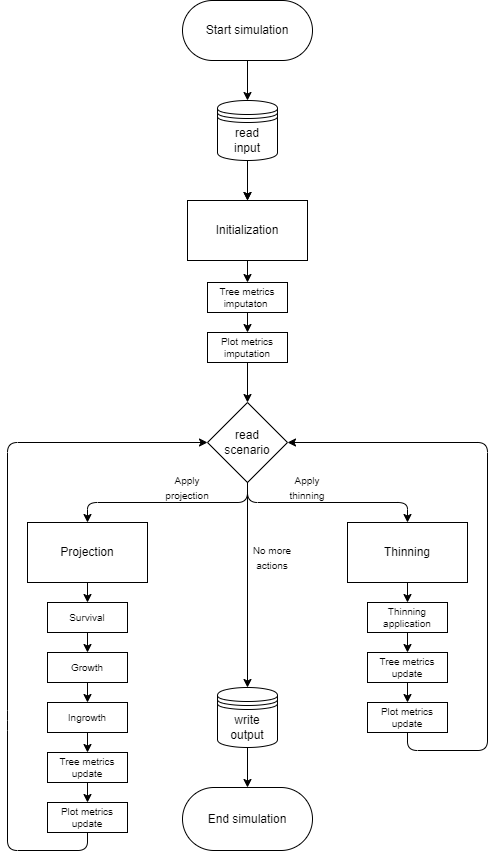 Start simulation
read
input
Initialization
Tree metrics
imputaton
Plot metrics
imputation
read
scenario
Apply
projection
Apply
thinning
No more
actions
Projection
Survival
Growth
Ingrowth
Tree metrics
update
Plot metrics
update
Thinning
Thinning
application
Tree metrics
update
Plot metrics
update
write
output
End simulation